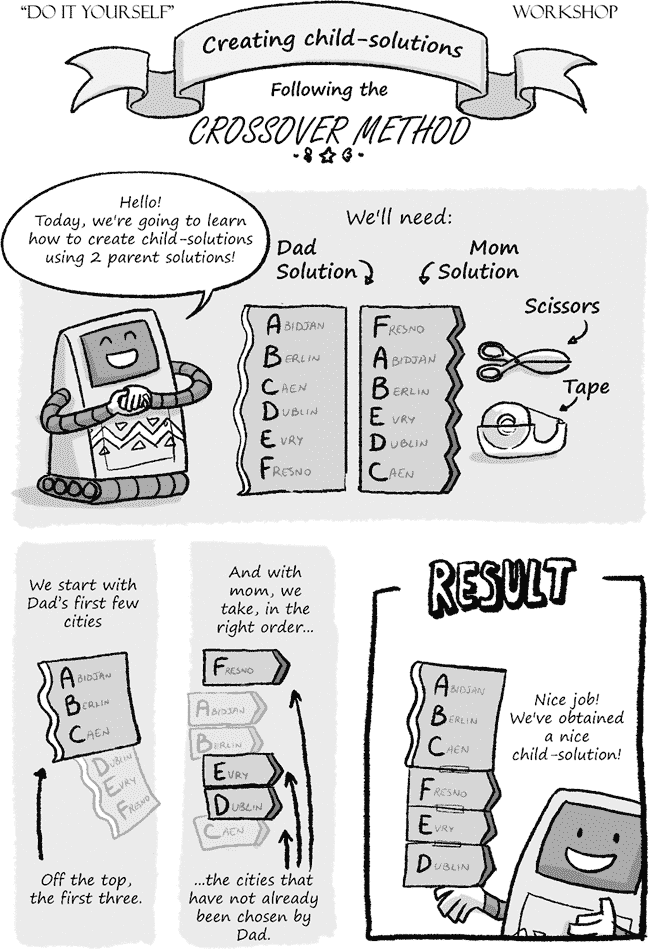 “DO IT YOURSELF”
WORKSHOP
Creating child-solutions
Following the
CROSSOVER METHOD
Hello!
Today, we're going to learn
how to create child-solutions
using 2 parent solutions!
We'll need:
Dad
Solution
Mom
Solution
Scissors
Tape
ABIDJAN
BERLIN
CAEN
DUBLIN
EVRY
FRESNO
FRESNO
ABIDJAN
BERLIN
EVRY
DUBLIN
CAEN
We start with
Dad's first few
cities
ABIDJAN
BERLIN
CAEN
DUBLIN
EVRY
FRESNO
Off the top,
the first three.
And with
mom, we
take, in the
right order...
FRESNO
ABIDJAN
BERLIN
EVRY
DUBLIN
CAEN
...the cities that
have not already
been chosen by
Dad.
RESULT
ABIDJAN
BERLIN
CAEN
FRESNO
EVRY
DUBLIN
Nice job!
We've obtained
a nice
child-solution!